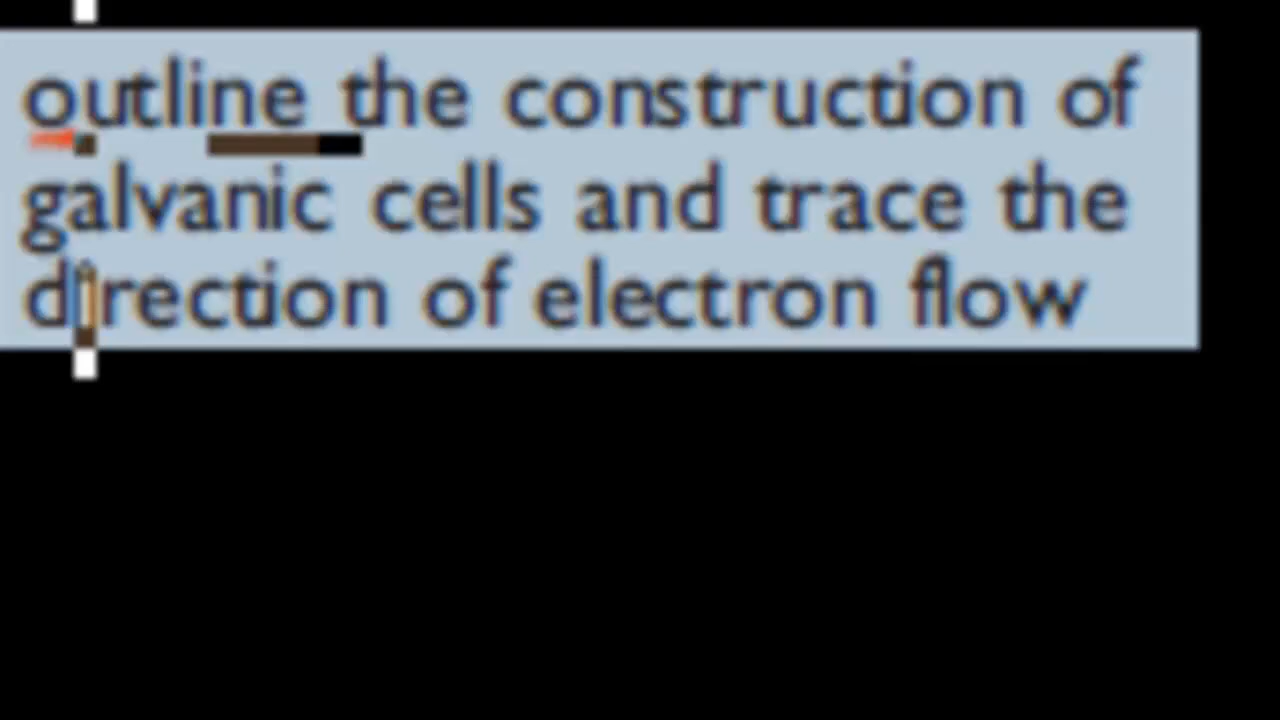 outline the construction of
galvanic cells and trace the
direction of electron flow